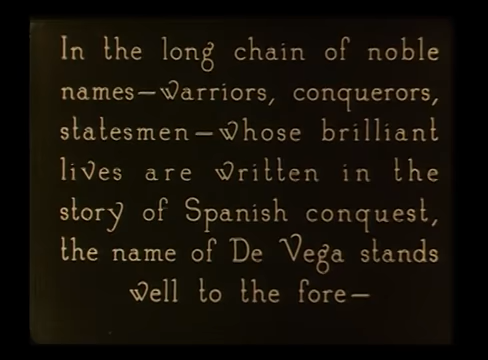 In the long chain of noble
names—warriors, conquerors,
statesmen—whose brilliant
lives are written in the
story of Spanish conquest,
the name of De Vega stands
well to the fore—